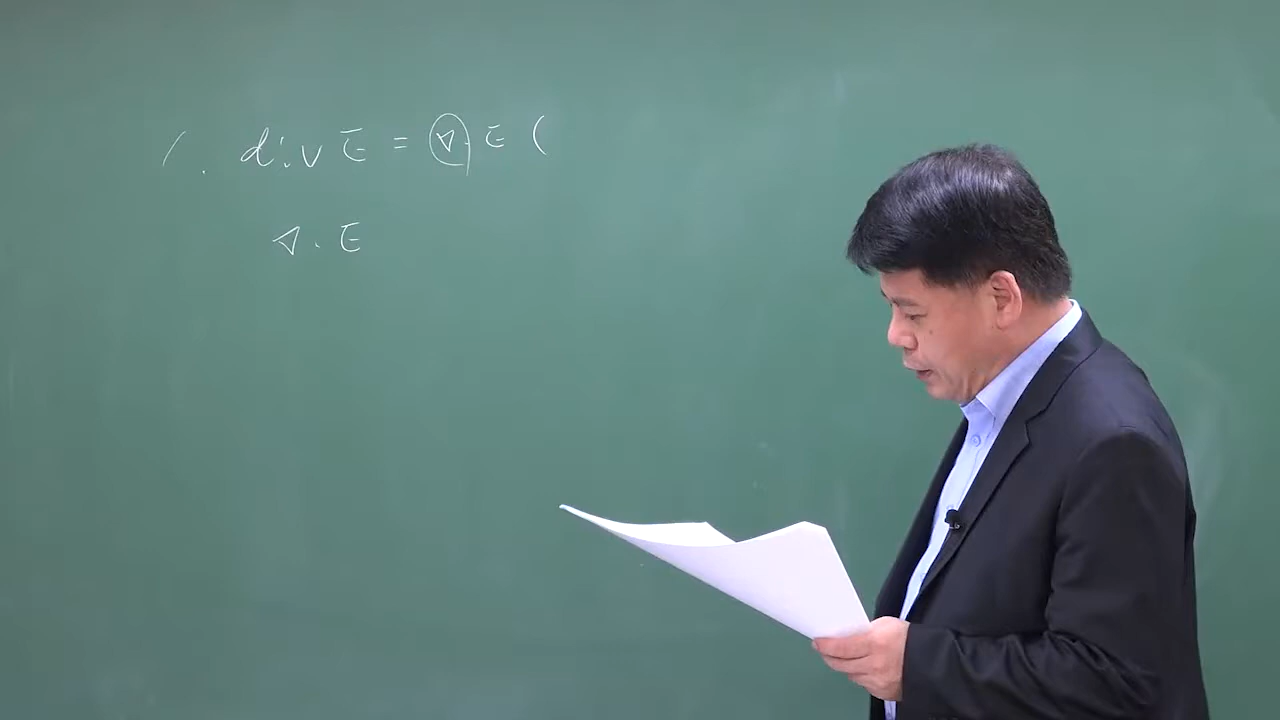 1. div E = ∇· E (
∇ · E